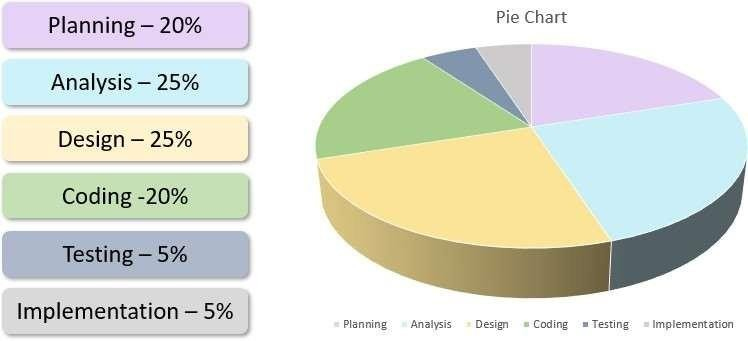 Planning – 20%
Analysis – 25%
Design – 25%
Coding -20%
Testing – 5%
Implementation – 5%
Pie Chart
Planning Analysis Design Coding Testing Implementation